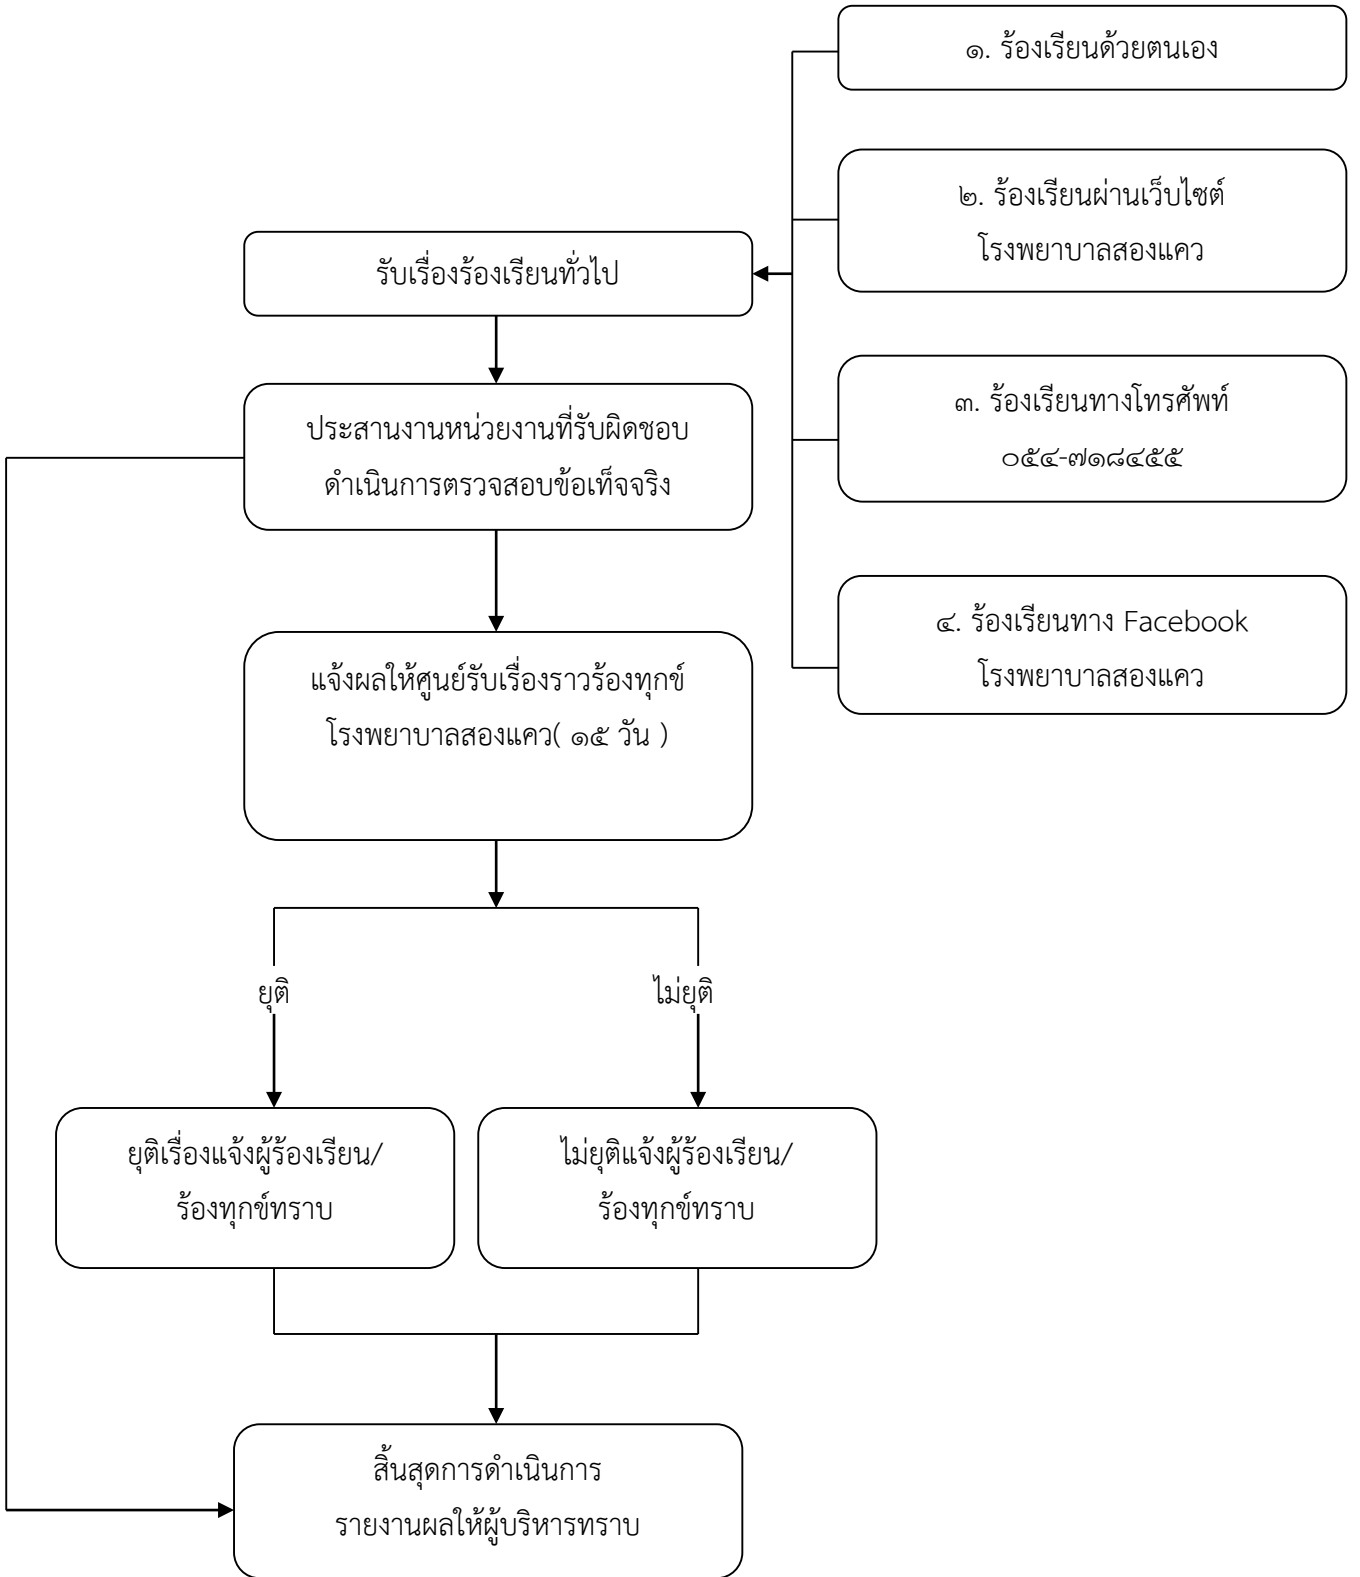 ๑. ร้องเรียนด้วยตนเอง
๒. ร้องเรียนผ่านเว็บไซต์
โรงพยาบาลสองแคว
รับเรื่องร้องเรียนทั่วไป
๓. ร้องเรียนทางโทรศัพท์
๐๕๔-๗๑๘๔๕๕
ประสานงานหน่วยงานที่รับผิดชอบ
ดำเนินการตรวจสอบข้อเท็จจริง
๔. ร้องเรียนทาง Facebook
โรงพยาบาลสองแคว
แจ้งผลให้ศูนย์รับเรื่องราวร้องทุกข์
โรงพยาบาลสองแคว( ๑๕ วัน )
ยุติ
ไม่ยุติ
ยุติเรื่องแจ้งผู้ร้องเรียน/
ร้องทุกข์ทราบ
ไม่ยุติแจ้งผู้ร้องเรียน/
ร้องทุกข์ทราบ
สิ้นสุดการดำเนินการ
รายงานผลให้ผู้บริหารทราบ